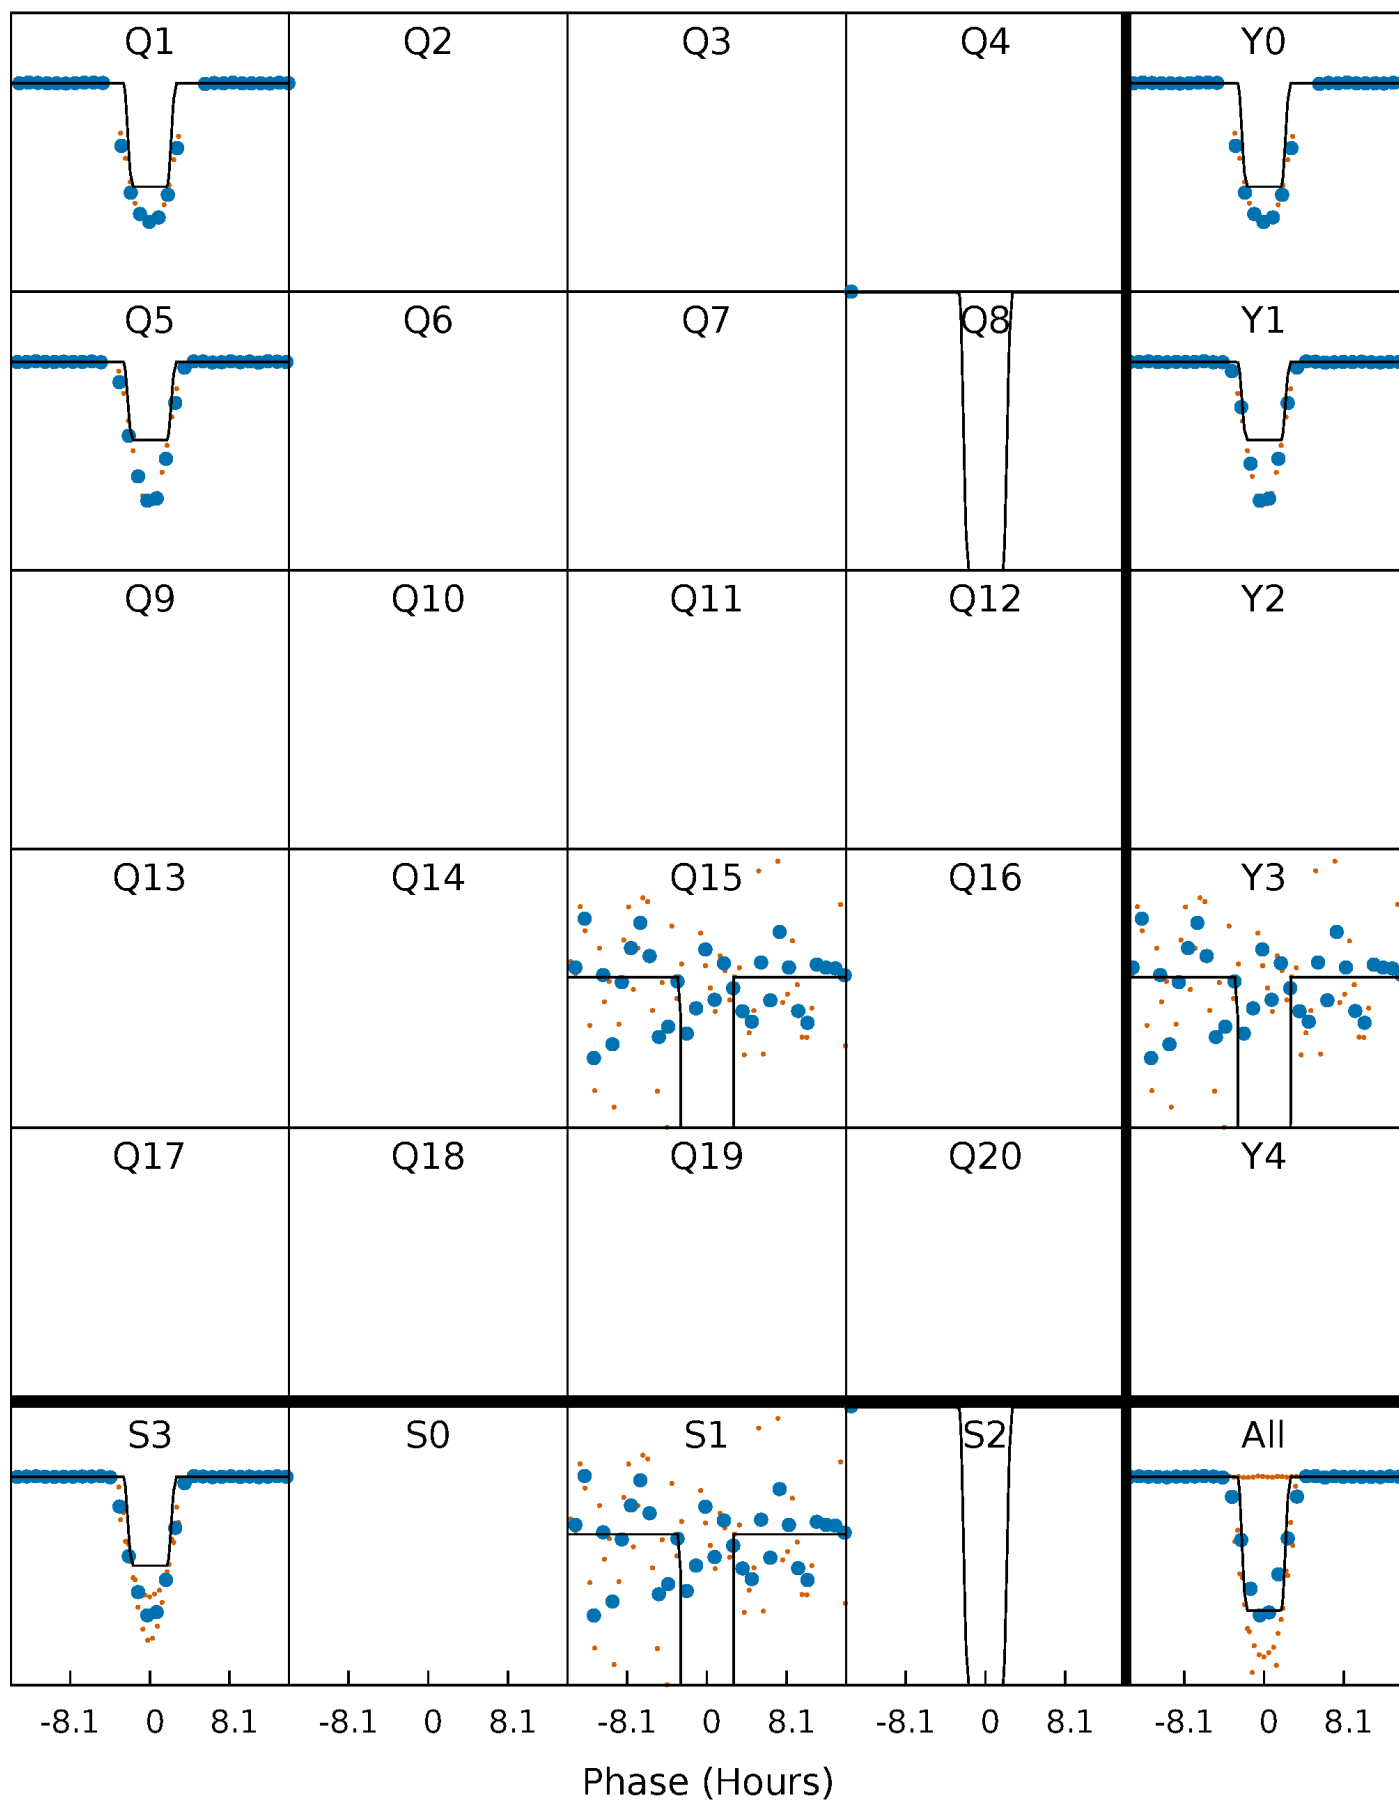 Q1 Q2 Q3 Q4 Y0
Q5 Q6 Q7 Q8 Y1
Q9 Q10 Q11 Q12 Y2
Q13 Q14 Q15 Q16 Y3
Q17 Q18 Q19 Q20 Y4
S3 S0 S1 S2 All
-8.1 0 8.1 -8.1 0 8.1 -8.1 0 8.1 -8.1 0 8.1 -8.1 0 8.1
Phase (Hours)